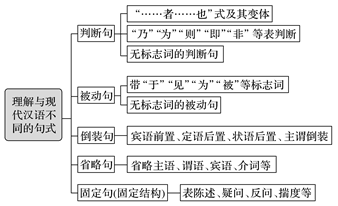 理解与现
代汉语不
同的句式
判断句
“……者……也”式及其变体
“乃”“为”“则”“即”“非”等表判断
无标志词的判断句
被动句
带“于”“见”“为”“被”等标志词
无标志词的被动句
倒装句
宾语前置、定语后置、状语后置、主谓倒装
省略句
省略主语、谓语、宾语、介词等
固定句(固定结构)
表陈述、疑问、反问、揣度等